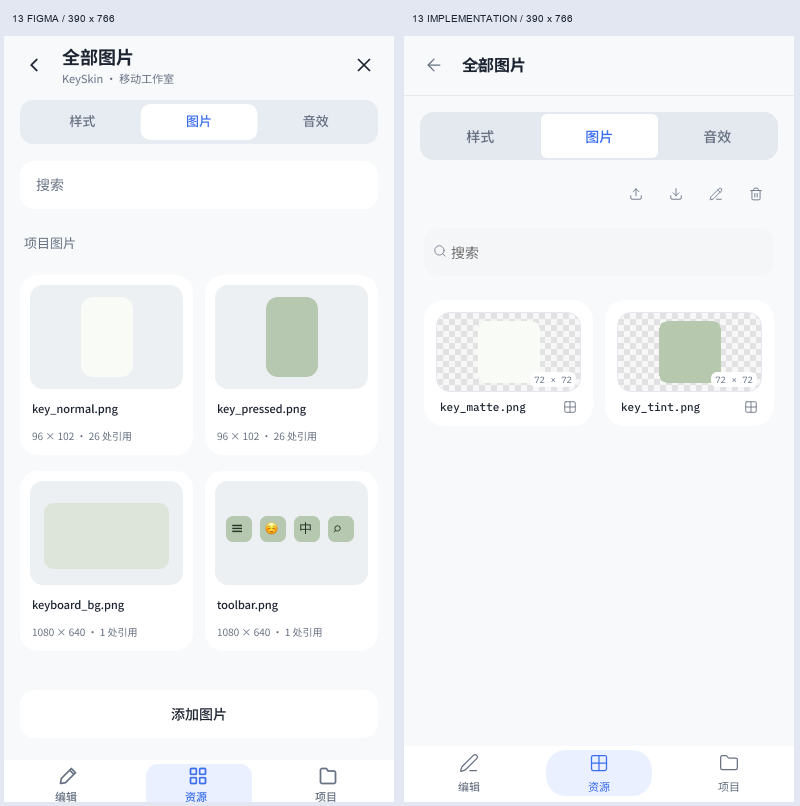 13 FIGMA / 390 x 766
全部图片
KeySkin · 移动工作室
样式
图片
音效
搜索
项目图片
key_normal.png
96 × 102 · 26 处引用
key_pressed.png
96 × 102 · 26 处引用
中
keyboard_bg.png
1080 × 640 · 1 处引用
toolbar.png
1080 × 640 · 1 处引用
添加图片
编辑
资源
项目
13 IMPLEMENTATION / 390 x 766
全部图片
样式
图片
音效
搜索
72 × 72
key_matte.png
72 × 72
key_tint.png
编辑
资源
项目